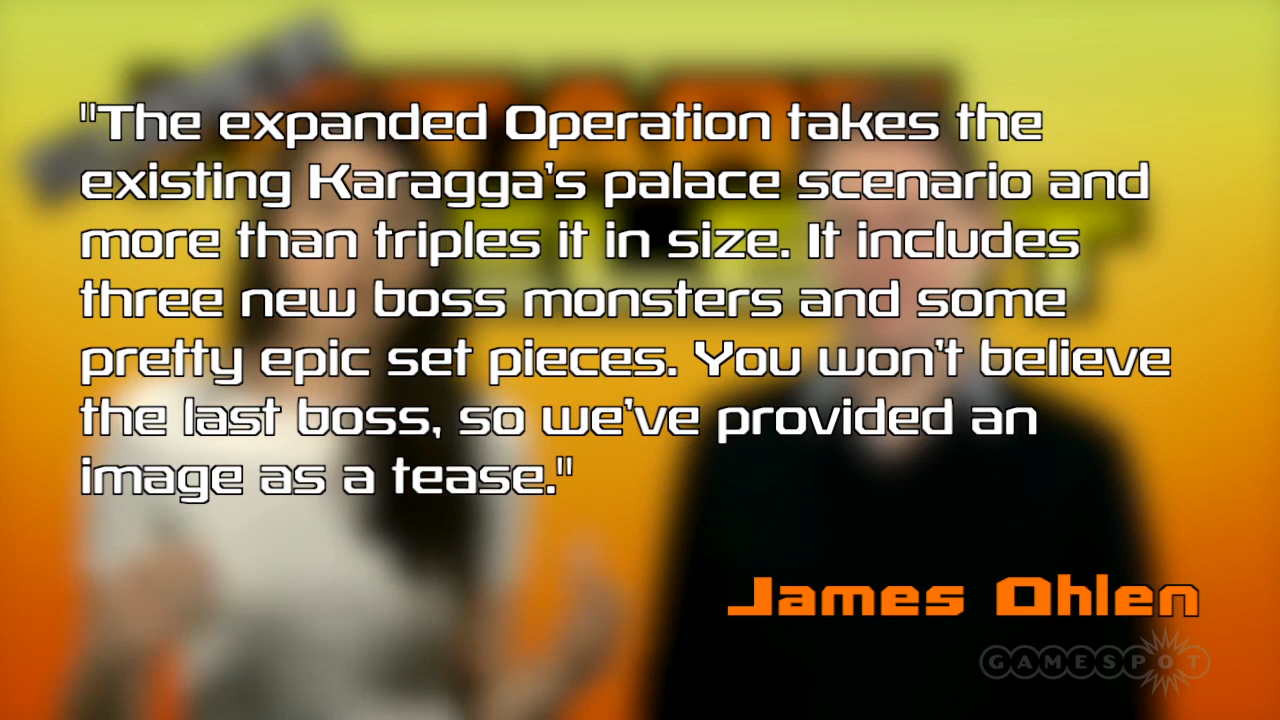 "The expanded Operation takes the
existing Karagga's palace scenario and
more than triples it in size. It includes
three new boss monsters and some
pretty epic set pieces. You won't believe
the last boss, so we've provided an
image as a tease."
James Ohlen
GAMESPOT